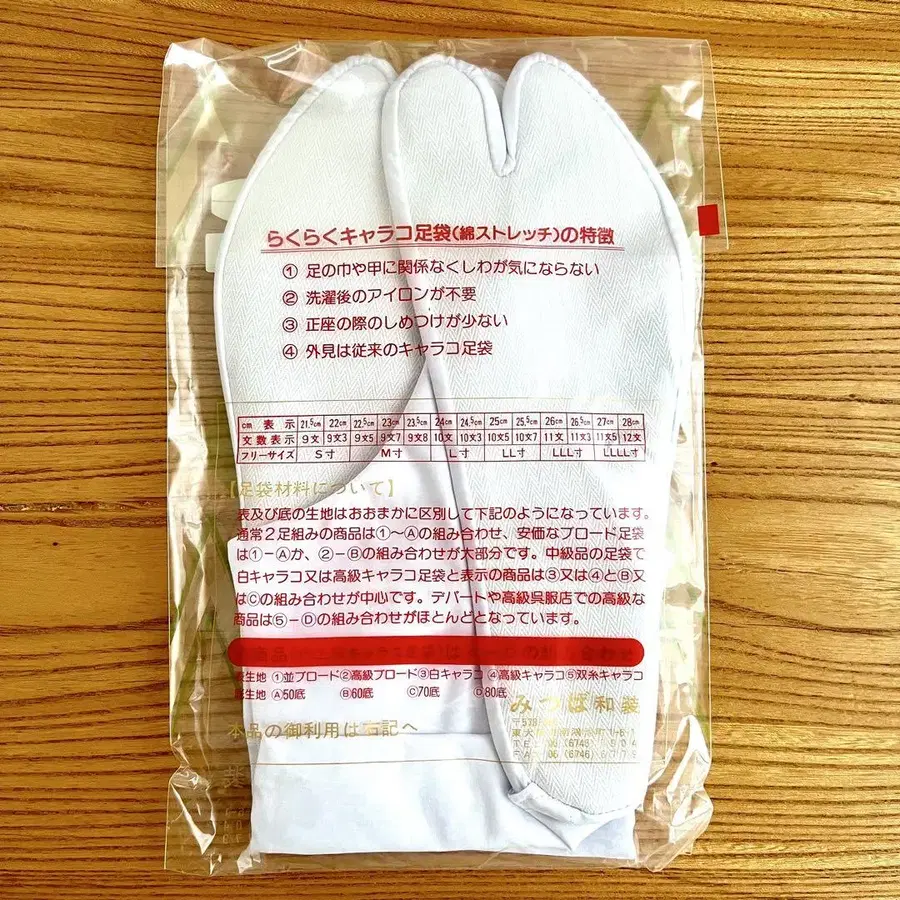 らくらくキャラコ足袋(綿ストレッチ)の特徴
① 足の巾や甲に関係なくしわが気にならない
② 洗濯後のアイロンが不要
③ 正座の際のしめつけが少ない
④ 外見は従来のキャラコ足袋
cm 表示 21.5cm 22cm 22.5cm 23cm 23.5cm 24cm 24.5cm 25cm 25.5cm 26cm 26.5cm 27cm 28cm
文数表示 9文 9文3 9文5 9文7 9文8 10文 10文3 10文5 10文7 11文 11文3 11文5 12文
フリーサイズ S寸 M寸 L寸 LL寸 LLL寸 LLLL寸
【足袋材料について】
表及び底の生地はおおまかに区別して下記のようになっています。
通常2足組みの商品は①〜Ⓐの組み合わせ、安価なブロード足袋
は①−Ⓐか、②−Ⓑの組み合わせが大部分です。中級品の足袋で
白キャラコ又は高級キャラコ足袋と表示の商品は③又は④とⒷ又
はⒸの組み合わせが中心です。デパートや高級呉服店での高級な
商品は⑤−Ⓓの組み合わせがほとんどとなっています。
表生地 ①並ブロード②高級ブロード③白キャラコ④高級キャラコ⑤双糸キャラコ
底生地 Ⓐ50底 Ⓑ60底 Ⓒ70底 Ⓓ80底
みつば和装
本品の御利用は右記へ